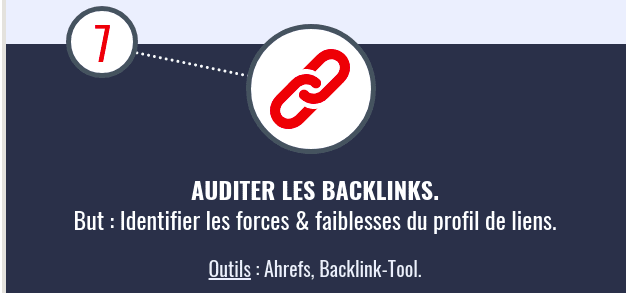 7
AUDITER LES BACKLINKS.
But : Identifier les forces & faiblesses du profil de liens.
Outils : Ahrefs, Backlink-Tool.